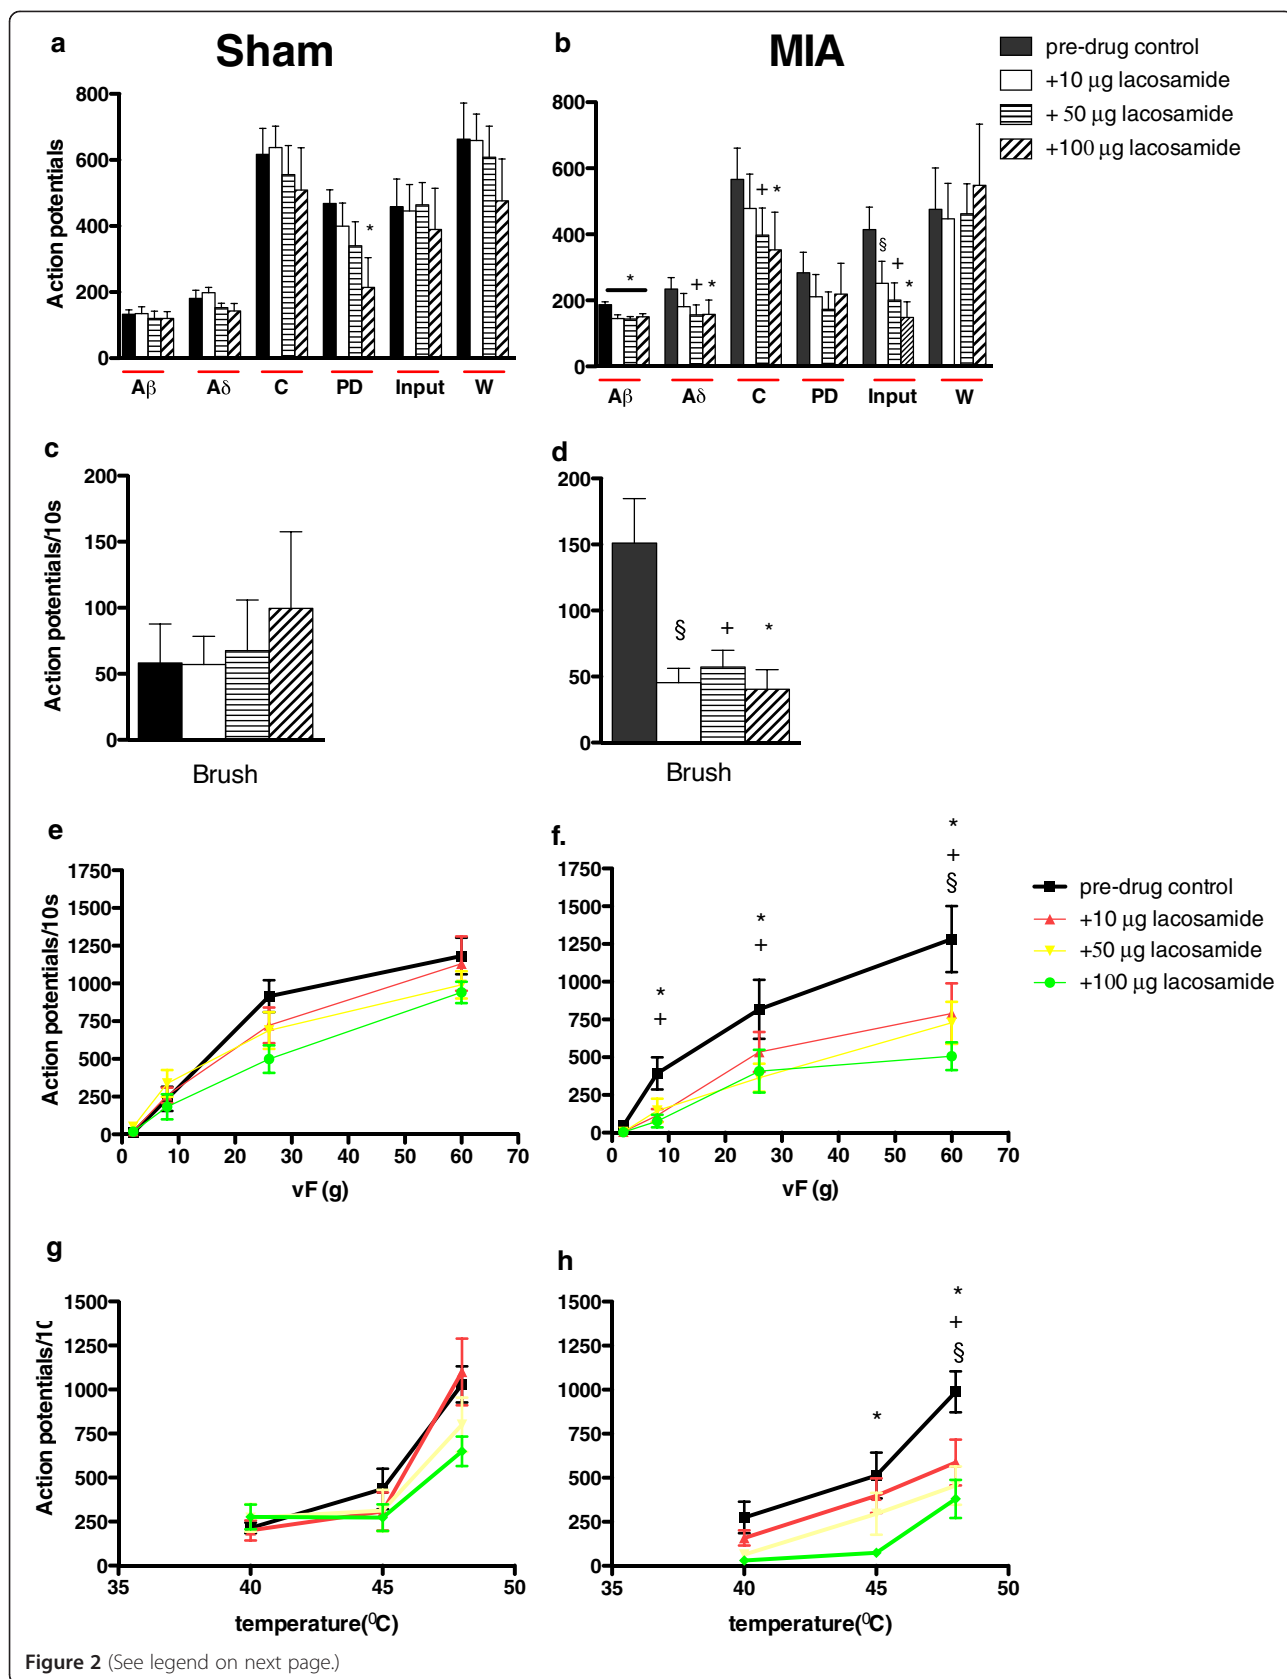 a
Sham
b
MIA
pre-drug control
+10 µg lacosamide
+ 50 µg lacosamide
+100 µg lacosamide
Action potentials
800
600
400
200
0
*
Aβ Aδ C PD Input W
800
600
400
200
0
* + * + * § + *
Aβ Aδ C PD Input W
c
Action potentials/10s
200
150
100
50
0
Brush
d
200
150
100
50
0
§ + *
Brush
e
Action potentials/10s
1750
1500
1250
1000
750
500
250
0
0 10 20 30 40 50 60 70
vF (g)
f.
1750
1500
1250
1000
750
500
250
0
*
+
*
+
*
+
§
0 10 20 30 40 50 60 70
vF (g)
pre-drug control
+10 µg lacosamide
+50 µg lacosamide
+100 µg lacosamide
g
Action potentials/10
1500
1250
1000
750
500
250
0
35 40 45 50
temperature(⁰C)
h
1500
1250
1000
750
500
250
0
*
*
+
§
35 40 45 50
temperature(⁰C)
Figure 2 (See legend on next page.)